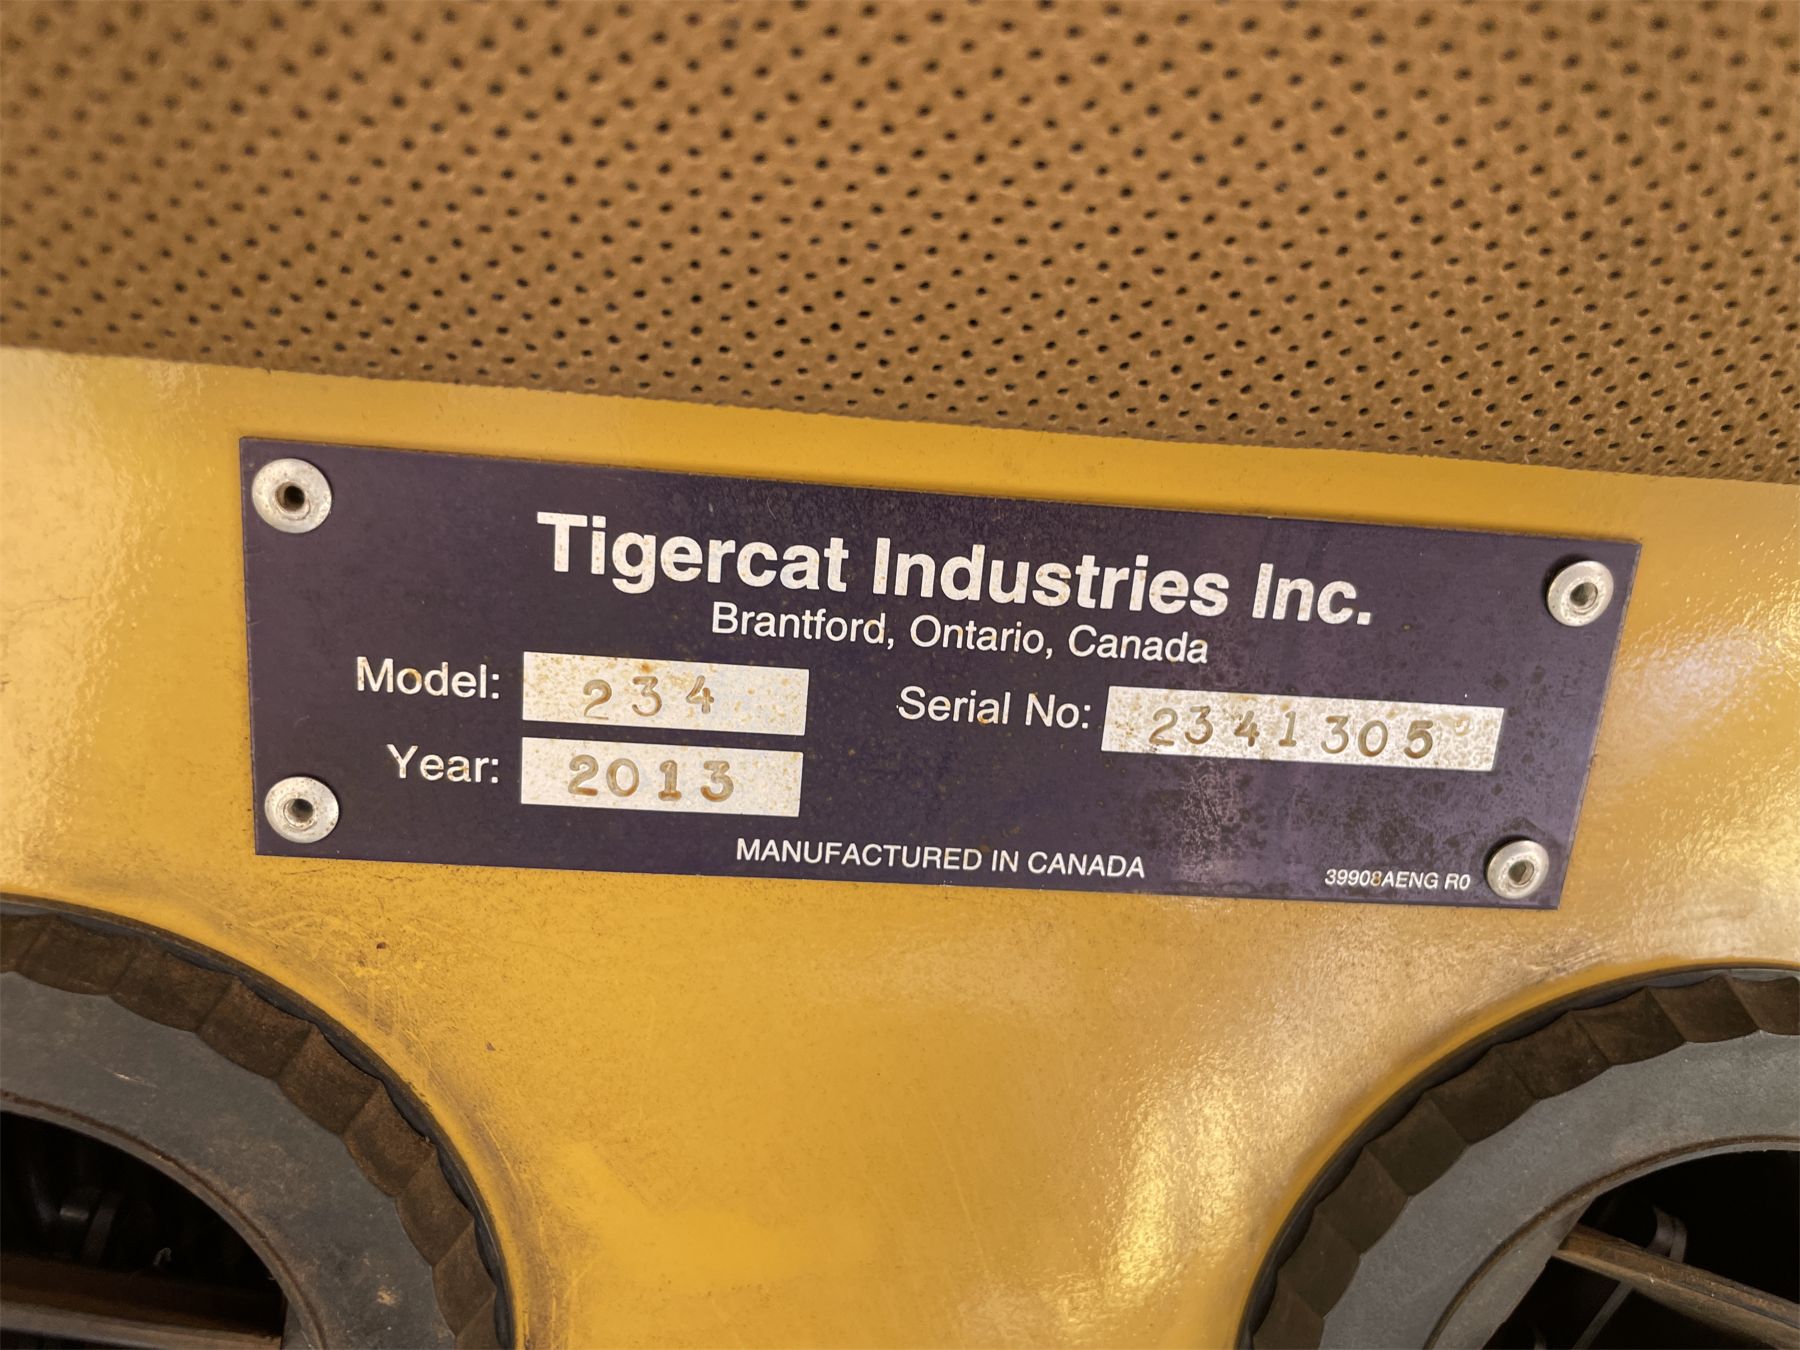 Tigercat Industries Inc.
Brantford, Ontario, Canada
Model: 234
Serial No: 2341305
Year: 2013
MANUFACTURED IN CANADA
39908AENG R0